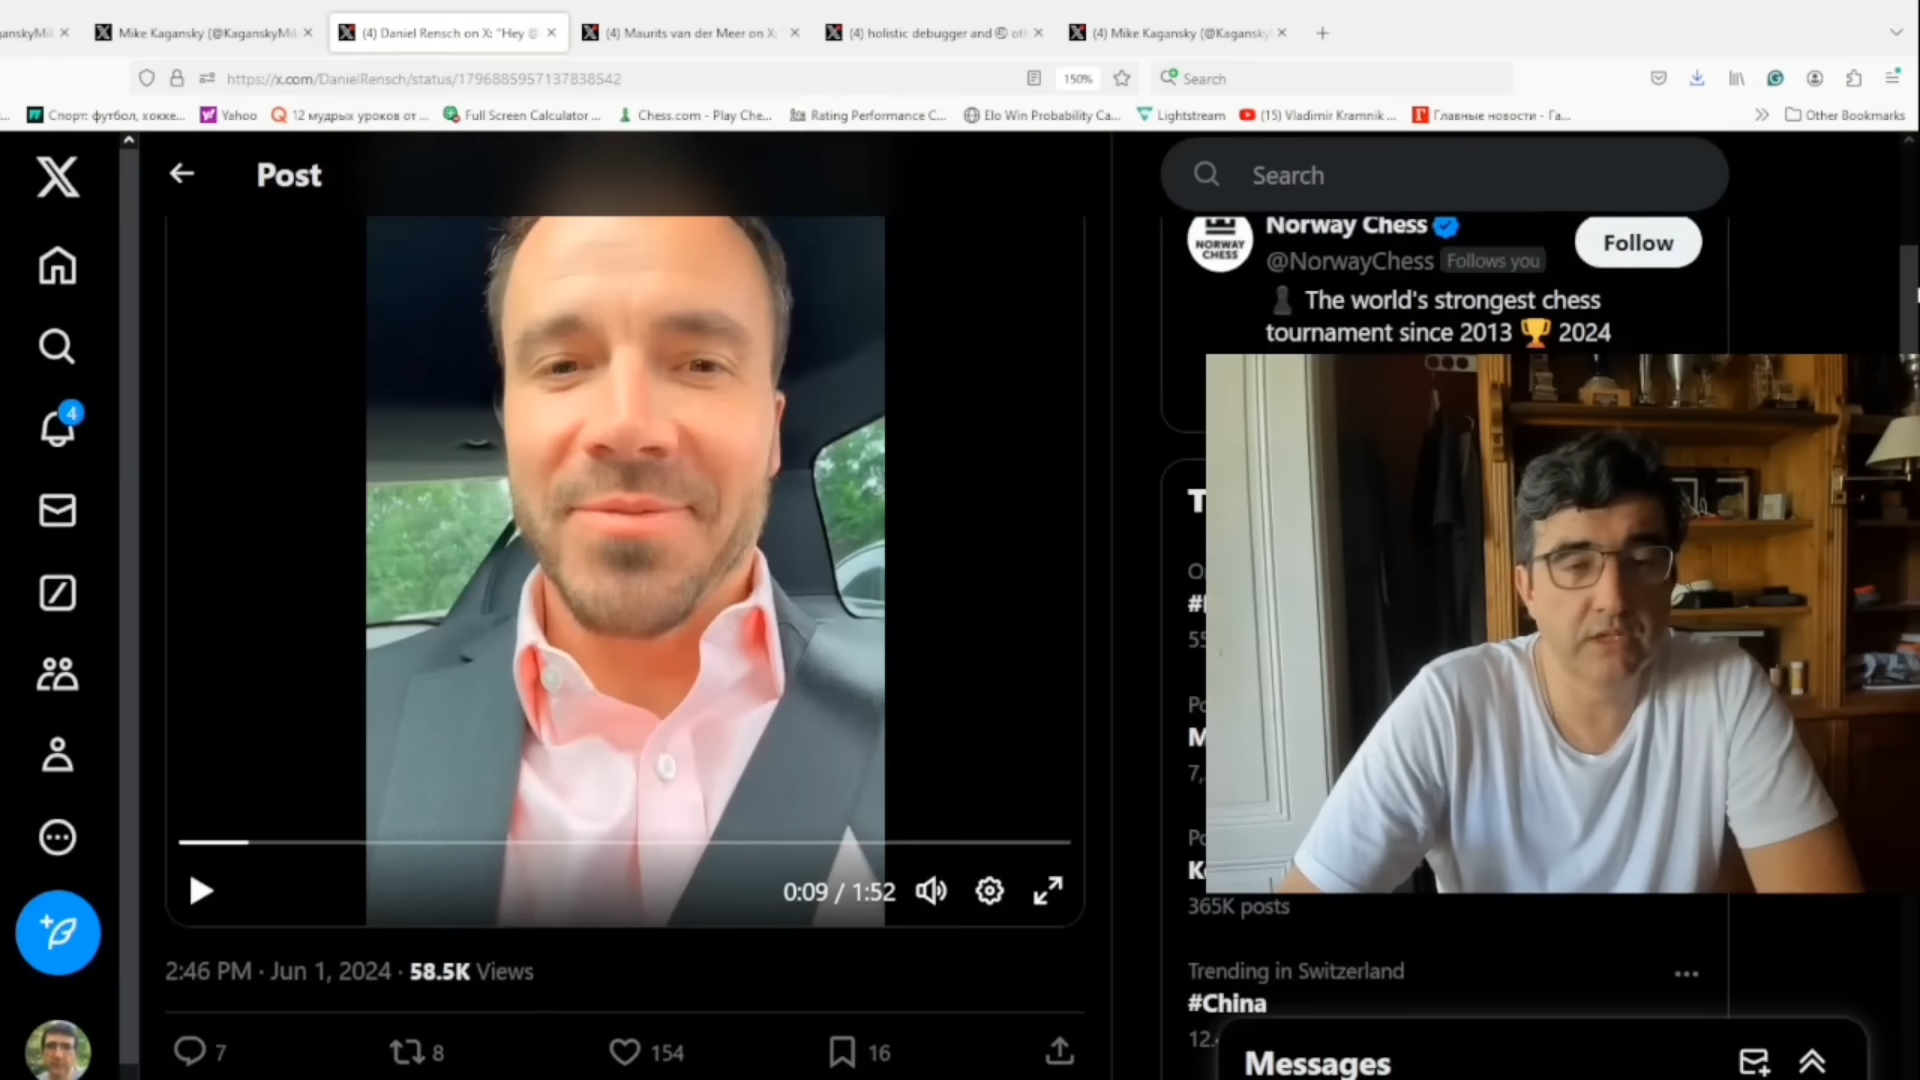 anskyMi
Mike Kagansky (@KaganskyMi
(4) Daniel Rensch on X: "Hey @
(4) Maurits van der Meer on X:
(4) holistic debugger and
(4) Mike Kagansky (@Kagansky
https://x.com/DanielRensch/status/1796885957137838542
150%
Search
Спорт: футбол, хокке...
Yahoo
12 мудрых уроков от ...
Full Screen Calculator ...
Chess.com - Play Che...
Rating Performance C...
Elo Win Probability Ca...
Lightstream
(15) Vladimir Kramnik ...
Главные новости - Га...
Other Bookmarks
Post
Search
4
NORWAY
CHESS
Norway Chess
@NorwayChess Follows you
Follow
The world's strongest chess
tournament since 2013 🏆 2024
0:09 / 1:52
365K posts
2:46 PM · Jun 1, 2024 · 58.5K Views
Trending in Switzerland
#China
12.
7
8
154
16
Messages